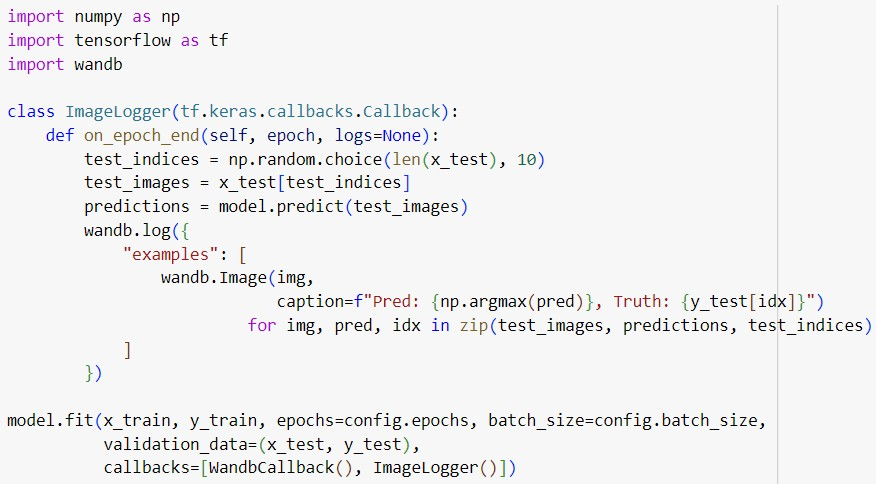 import numpy as np
import tensorflow as tf
import wandb

class ImageLogger(tf.keras.callbacks.Callback):
    def on_epoch_end(self, epoch, logs=None):
        test_indices = np.random.choice(len(x_test), 10)
        test_images = x_test[test_indices]
        predictions = model.predict(test_images)
        wandb.log({
            "examples": [
                wandb.Image(img,
                            caption=f"Pred: {np.argmax(pred)}, Truth: {y_test[idx]}")
                         for img, pred, idx in zip(test_images, predictions, test_indices)
            ]
        })

model.fit(x_train, y_train, epochs=config.epochs, batch_size=config.batch_size,
          validation_data=(x_test, y_test),
          callbacks=[WandbCallback(), ImageLogger()])